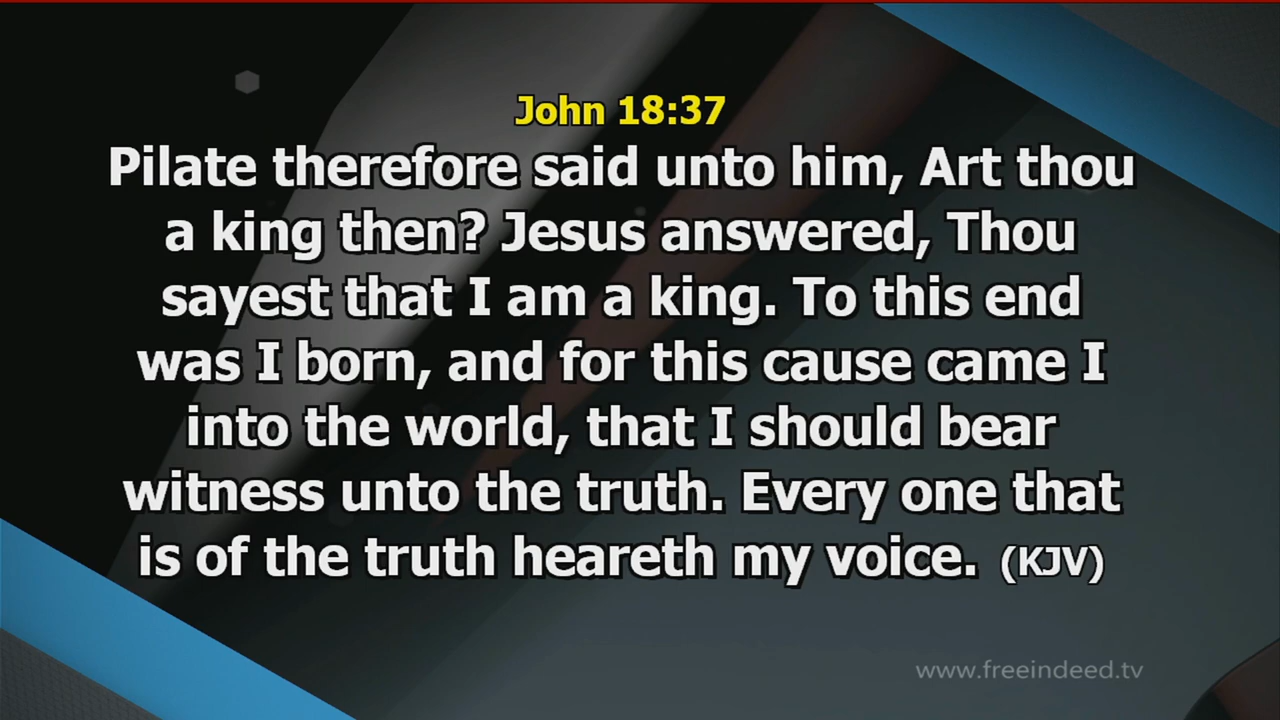 John 18:37
Pilate therefore said unto him, Art thou
a king then? Jesus answered, Thou
sayest that I am a king. To this end
was I born, and for this cause came I
into the world, that I should bear
witness unto the truth. Every one that
is of the truth heareth my voice. (KJV)
www.freeindeed.tv